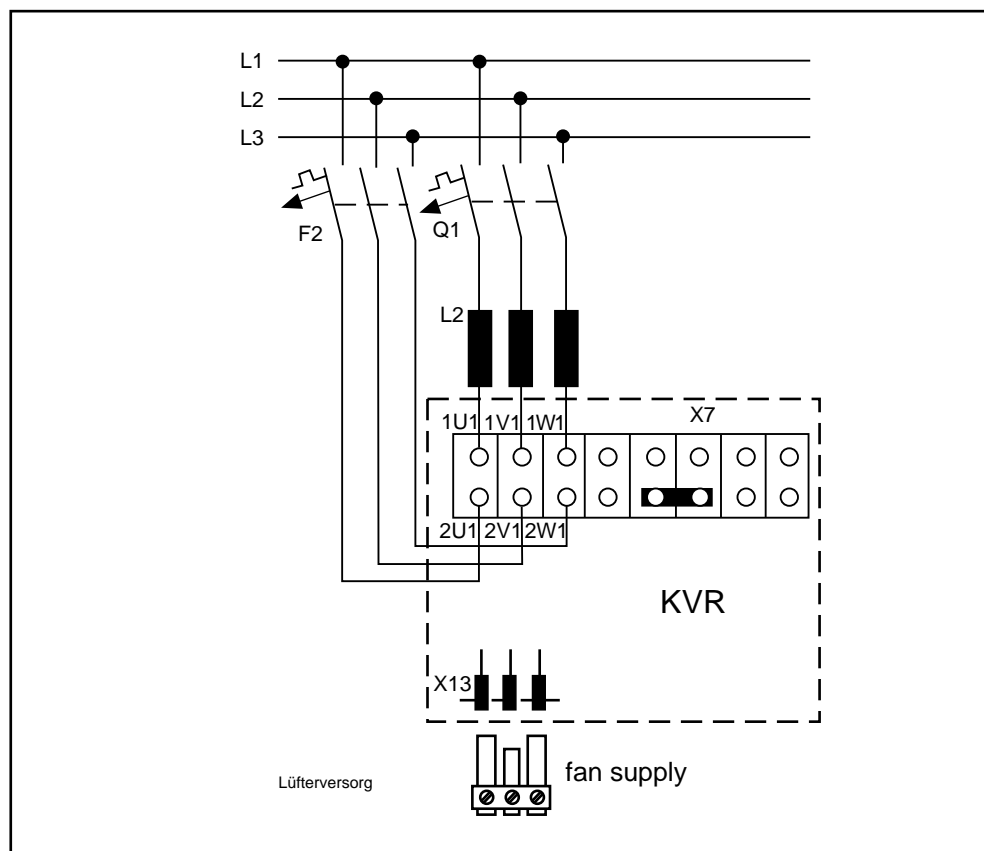 L1
L2
L3
F2
Q1
L2
1U1 1V1 1W1
X7
2U1 2V1 2W1
KVR
X13
Lüfterversorg
fan supply